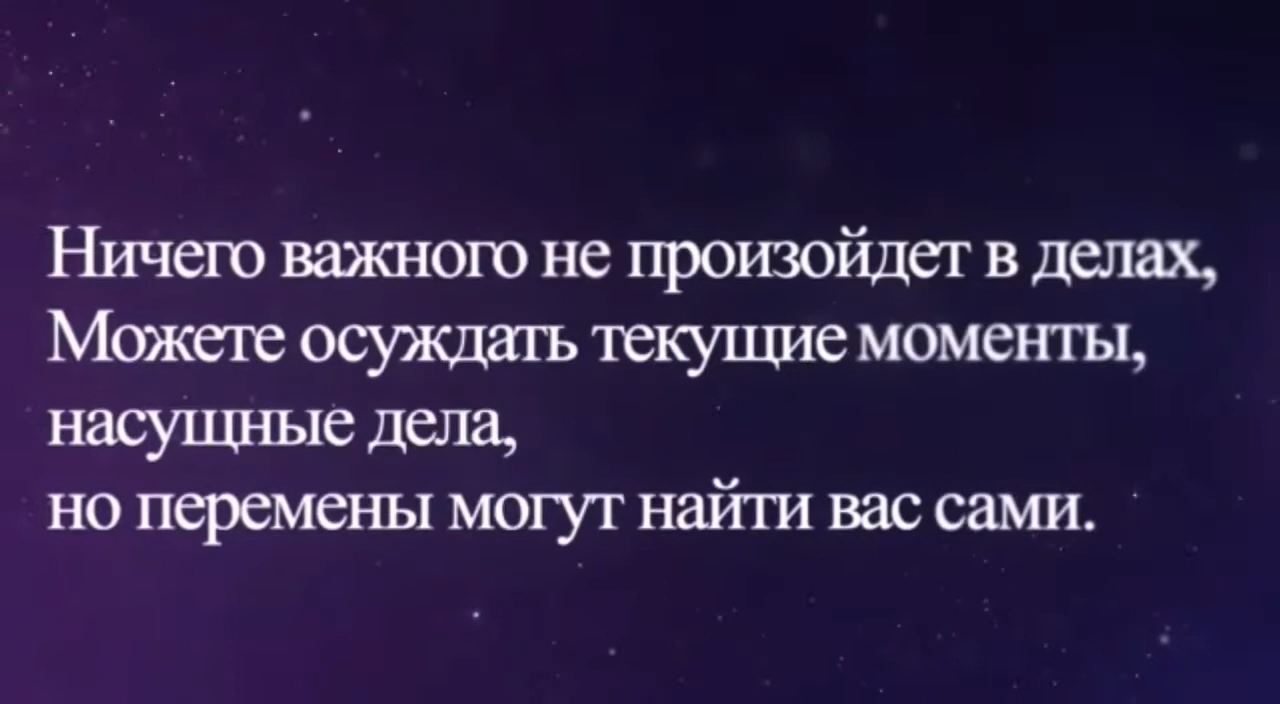 Ничего важного не произойдет в делах,
Можете осуждать текущие моменты,
насущные дела,
но перемены могут найти вас сами.